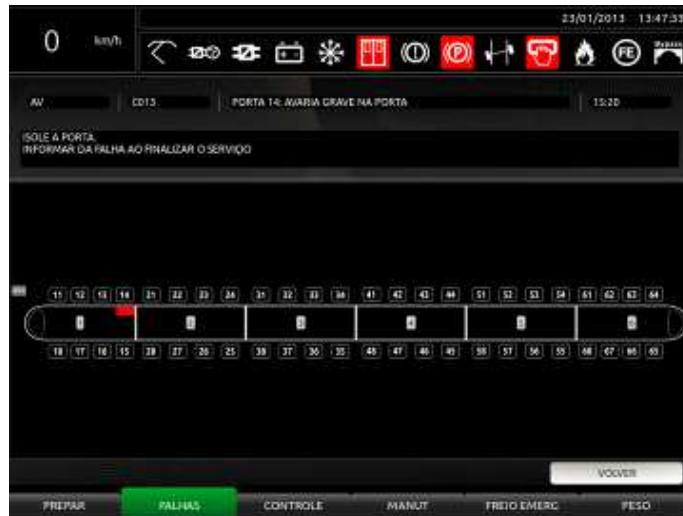 23/01/2013 13:47:33
0 km/h
(P) FE
AV C013 PORTA 14: AVARIA GRAVE NA PORTA 15:20
ISOLE A PORTA.
INFORMAR DA FALHA AO FINALIZAR O SERVIÇO
11 12 13 14 21 22 23 24 31 32 33 34 41 42 43 44 51 52 53 54 61 62 63 64
1 2 3 4 5 6
18 17 16 15 28 27 26 25 38 37 36 35 48 47 46 45 58 57 56 55 68 67 66 65
VOLVER
PREPAR FALHAS CONTROLE MANUT FREIO EMERG PESO